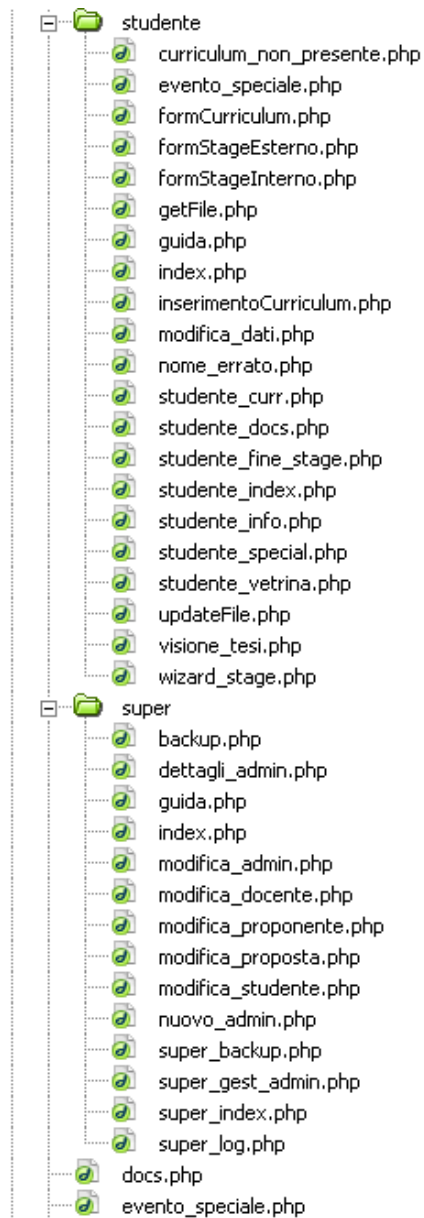 studente
curriculum_non_presente.php
evento_speciale.php
formCurriculum.php
formStageEsterno.php
formStageInterno.php
getFile.php
guida.php
index.php
inserimentoCurriculum.php
modifica_dati.php
nome_errato.php
studente_curr.php
studente_docs.php
studente_fine_stage.php
studente_index.php
studente_info.php
studente_special.php
studente_vetrina.php
updateFile.php
visione_tesi.php
wizard_stage.php
super
backup.php
dettagli_admin.php
guida.php
index.php
modifica_admin.php
modifica_docente.php
modifica_proponente.php
modifica_proposta.php
modifica_studente.php
nuovo_admin.php
super_backup.php
super_gest_admin.php
super_index.php
super_log.php
docs.php
evento_speciale.php